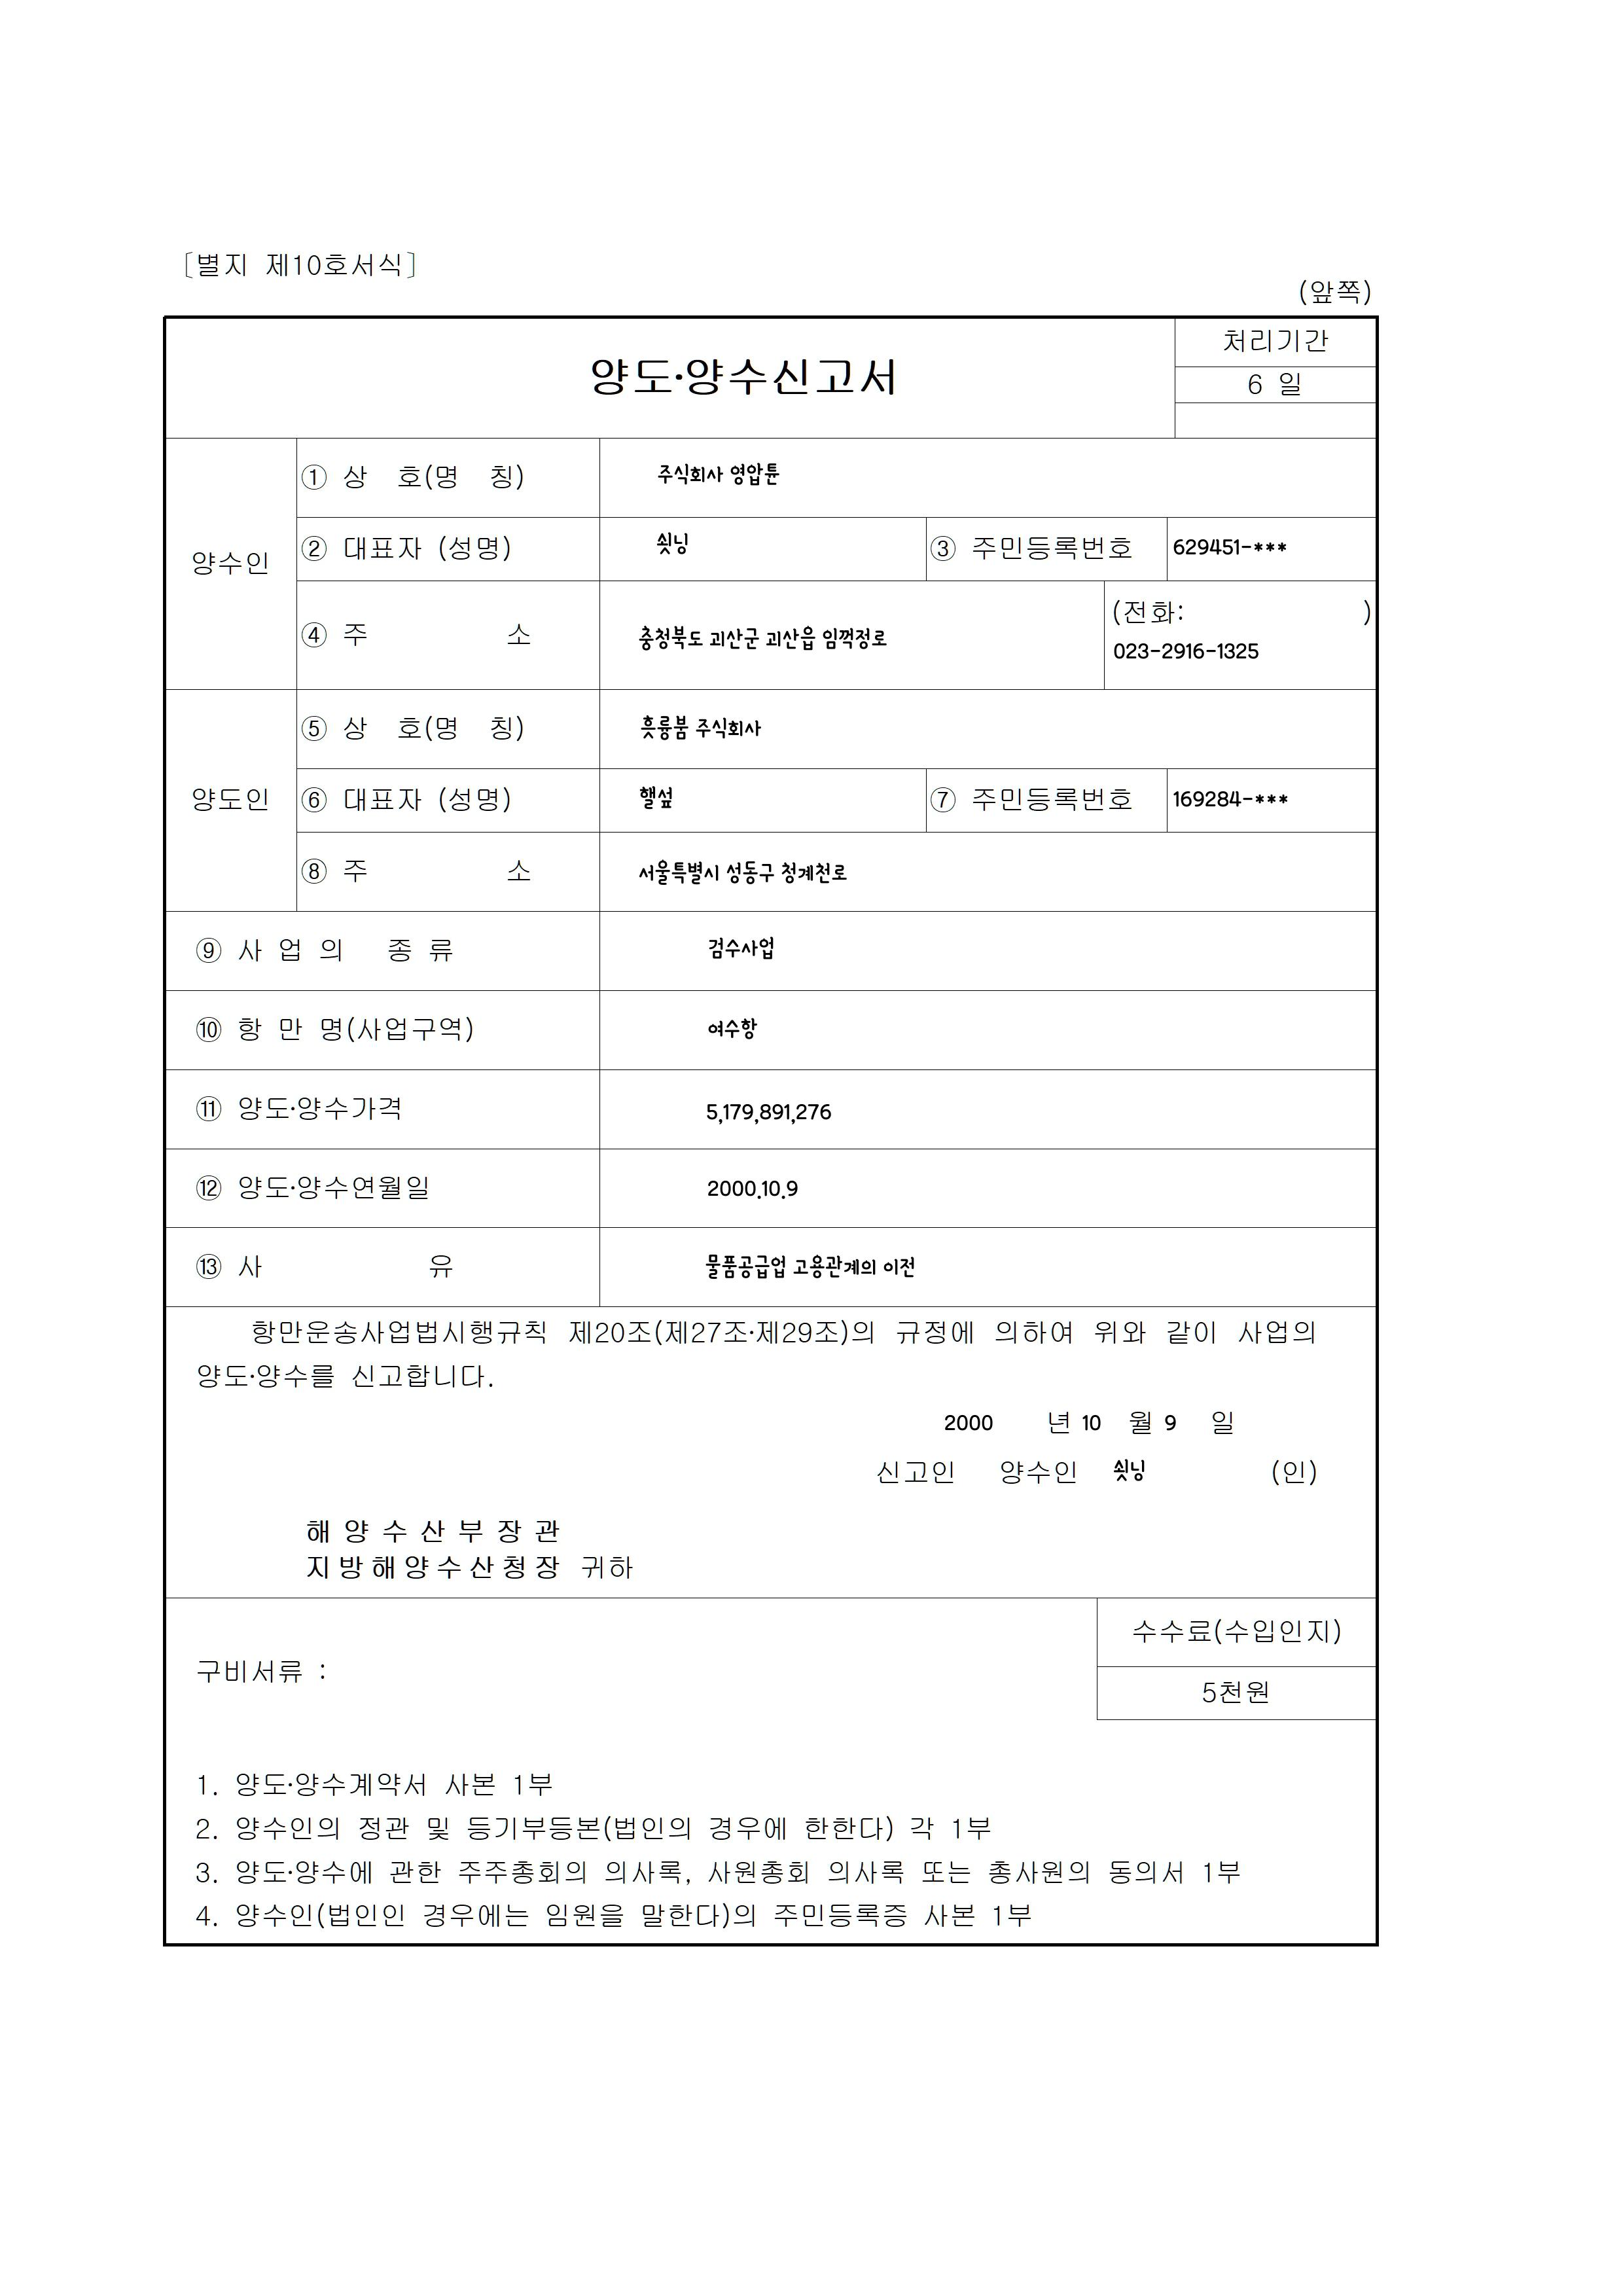 [별지 제10호서식]
(앞쪽)
양도·양수신고서
처리기간
6 일
양수인
① 상 호(명 칭)
주식회사 영압튠
② 대표자 (성명)
쇳닝
③ 주민등록번호
629451-***
④ 주 소
충청북도 괴산군 괴산읍 임꺽정로
(전화: )
023-2916-1325
양도인
⑤ 상 호(명 칭)
흣륭붐 주식회사
⑥ 대표자 (성명)
핼섶
⑦ 주민등록번호
169284-***
⑧ 주 소
서울특별시 성동구 청계천로
⑨ 사 업 의 종 류
검수사업
⑩ 항 만 명(사업구역)
여수항
⑪ 양도·양수가격
5,179,891,276
⑫ 양도·양수연월일
2000.10.9
⑬ 사 유
물품공급업 고용관계의 이전
항만운송사업법시행규칙 제20조(제27조·제29조)의 규정에 의하여 위와 같이 사업의
양도·양수를 신고합니다.
2000 년 10 월 9 일
신고인 양수인 쇳닝 (인)
해 양 수 산 부 장 관
지방해양수산청장 귀하
구비서류 :
수수료(수입인지)
5천원
1. 양도·양수계약서 사본 1부
2. 양수인의 정관 및 등기부등본(법인의 경우에 한한다) 각 1부
3. 양도·양수에 관한 주주총회의 의사록, 사원총회 의사록 또는 총사원의 동의서 1부
4. 양수인(법인인 경우에는 임원을 말한다)의 주민등록증 사본 1부